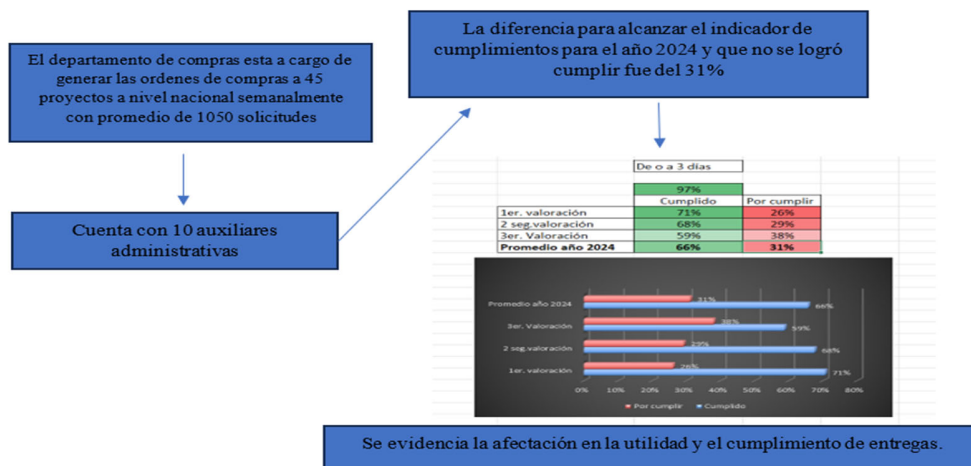 El departamento de compras esta a cargo de
generar las ordenes de compras a 45
proyectos a nivel nacional semanalmente
con promedio de 1050 solicitudes
La diferencia para alcanzar el indicador de
cumplimientos para el año 2024 y que no se logró
cumplir fue del 31%
Cuenta con 10 auxiliares
administrativas
De o a 3 días
97%
Cumplido Por cumplir
1er. valoración 71% 26%
2 seg.valoración 68% 29%
3er. Valoración 59% 38%
Promedio año 2024 66% 31%
Promedio año 2024 31% 66%
3er. Valoración 38% 59%
2 seg.valoración 29% 68%
1er. valoración 26% 71%
0% 10% 20% 30% 40% 50% 60% 70% 80%
Por cumplir Cumplido
Se evidencia la afectación en la utilidad y el cumplimiento de entregas.